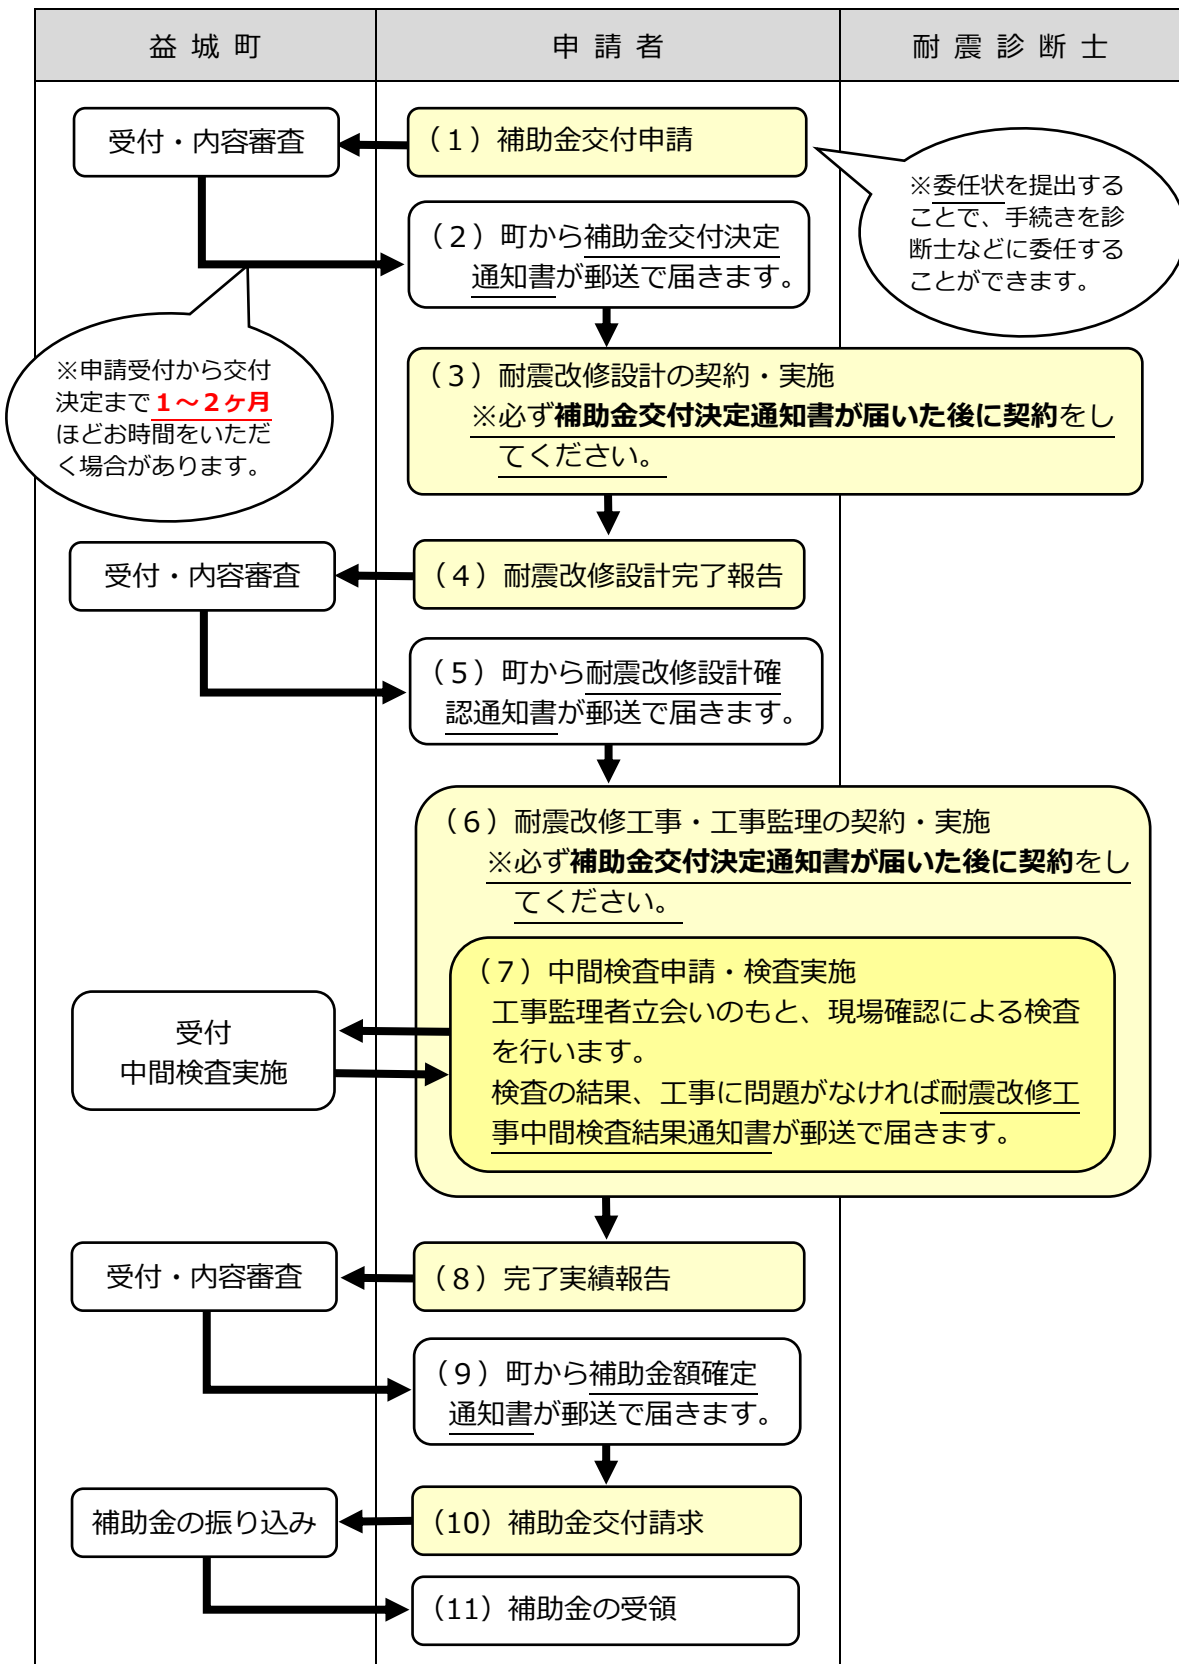 益城町
申請者
耐震診断士
受付・内容審査
（１）補助金交付申請
※委任状を提出する
ことで、手続きを診
断士などに委任する
ことができます。
（２）町から補助金交付決定
通知書が郵送で届きます。
※申請受付から交付
決定まで１～２ヶ月
ほどお時間をいただ
く場合があります。
（３）耐震改修設計の契約・実施
※必ず補助金交付決定通知書が届いた後に契約をし
てください。
受付・内容審査
（４）耐震改修設計完了報告
（５）町から耐震改修設計確
認通知書が郵送で届きます。
（６）耐震改修工事・工事監理の契約・実施
※必ず補助金交付決定通知書が届いた後に契約をし
てください。
（７）中間検査申請・検査実施
工事監理者立会いのもと、現場確認による検査
を行います。
検査の結果、工事に問題がなければ耐震改修工
事中間検査結果通知書が郵送で届きます。
受付
中間検査実施
受付・内容審査
（８）完了実績報告
（９）町から補助金額確定
通知書が郵送で届きます。
補助金の振り込み
（10）補助金交付請求
（11）補助金の受領